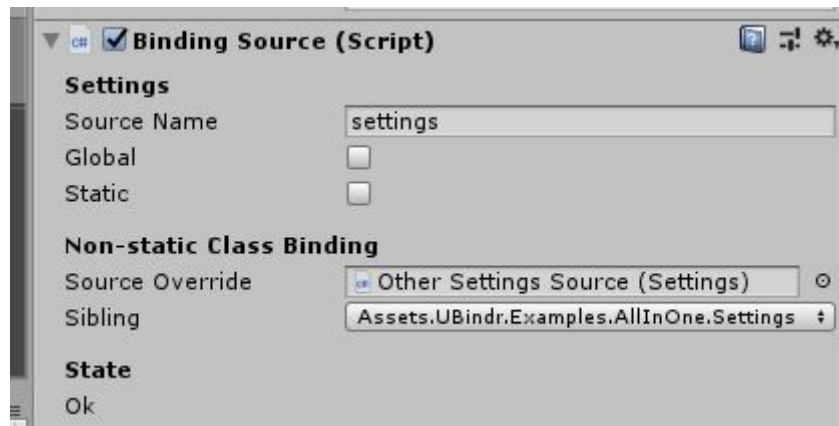 Binding Source (Script)
Settings
Source Name settings
Global
Static
Non-static Class Binding
Source Override Other Settings Source (Settings)
Sibling Assets.UBindr.Examples.AllInOne.Settings
State
Ok